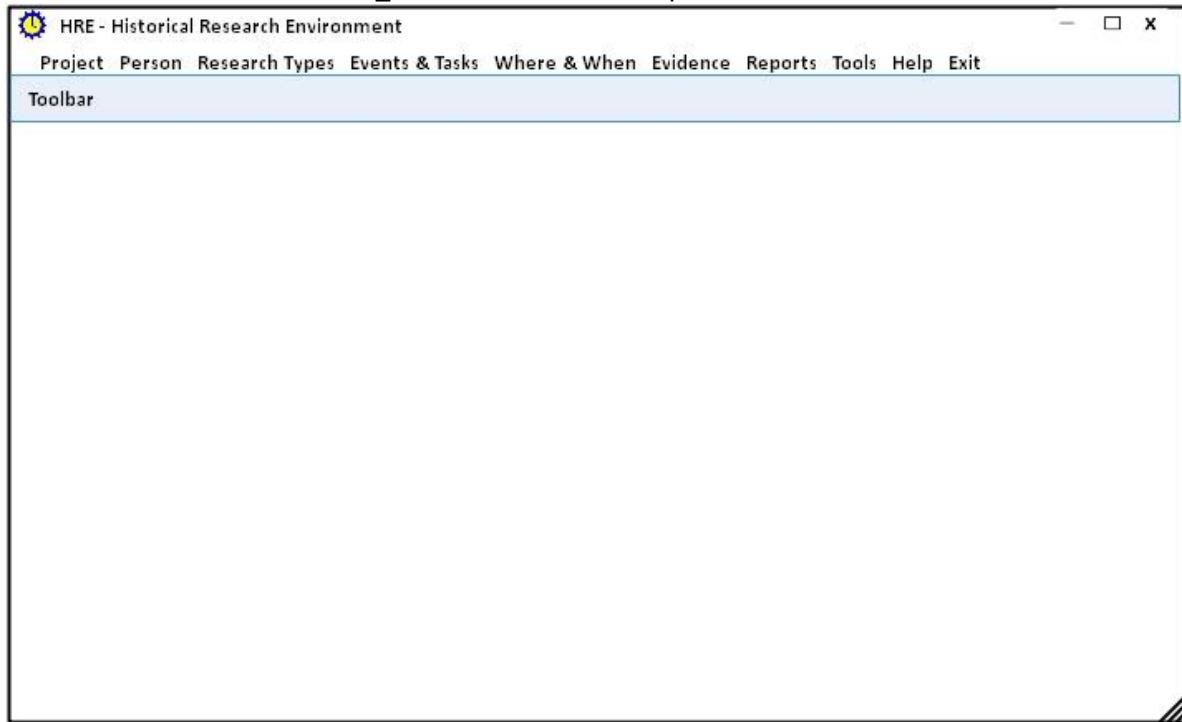 HRE - Historical Research Environment
Project Person Research Types Events & Tasks Where & When Evidence Reports Tools Help Exit
Toolbar